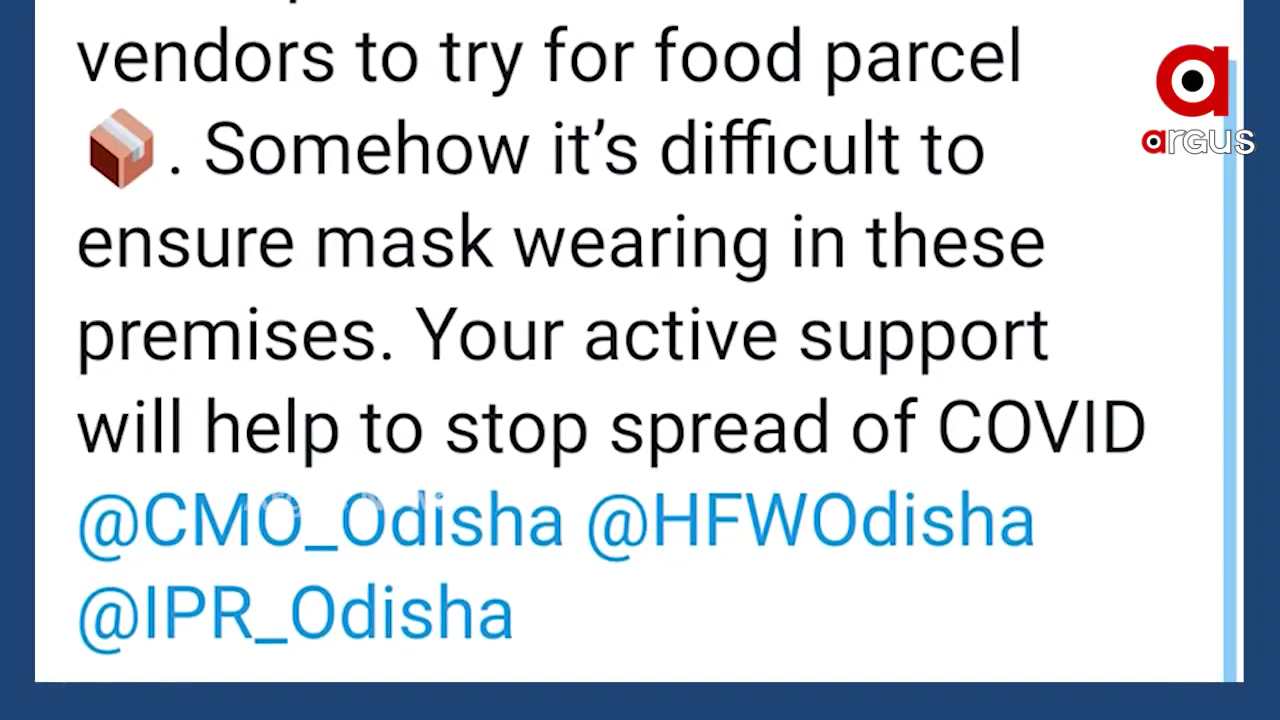 vendors to try for food parcel
📦. Somehow it’s difficult to
ensure mask wearing in these
premises. Your active support
will help to stop spread of COVID
@CMO_Odisha @HFWOdisha
@IPR_Odisha
argus